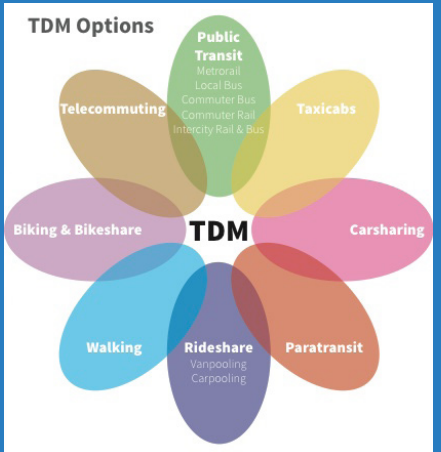 TDM Options
Public
Transit
Metrorail
Local Bus
Commuter Bus
Commuter Rail
Intercity Rail & Bus
Telecommuting
Taxicabs
Biking & Bikeshare
TDM
Carsharing
Walking
Rideshare
Vanpooling
Carpooling
Paratransit